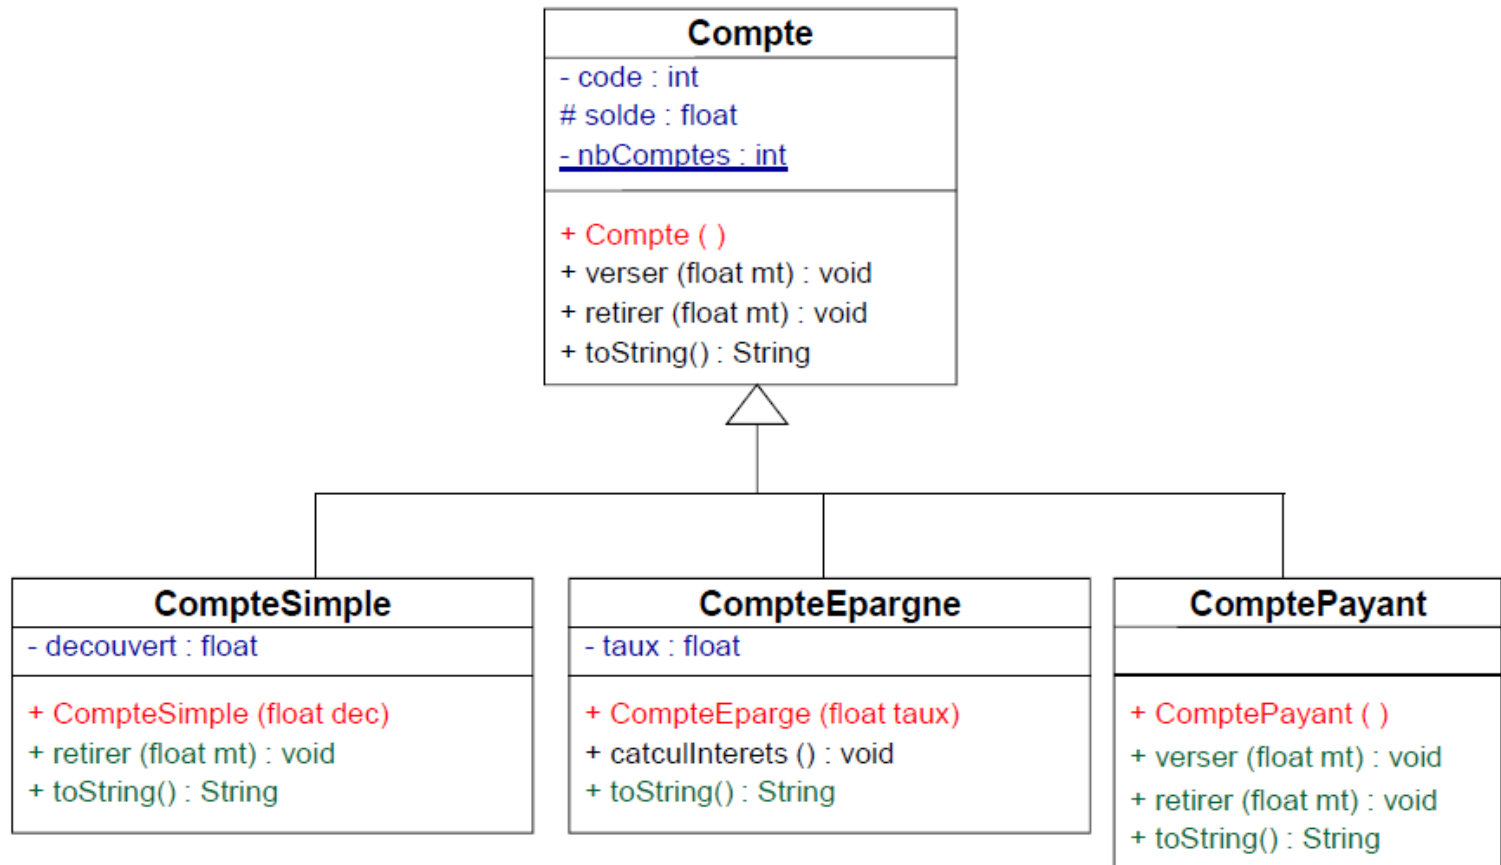 Compte
- code : int
# solde : float
- nbComptes : int
+ Compte ( )
+ verser (float mt) : void
+ retirer (float mt) : void
+ toString() : String
CompteSimple
- decouvert : float
+ CompteSimple (float dec)
+ retirer (float mt) : void
+ toString() : String
CompteEpargne
- taux : float
+ CompteEparge (float taux)
+ catculInterets () : void
+ toString() : String
ComptePayant
+ ComptePayant ( )
+ verser (float mt) : void
+ retirer (float mt) : void
+ toString() : String